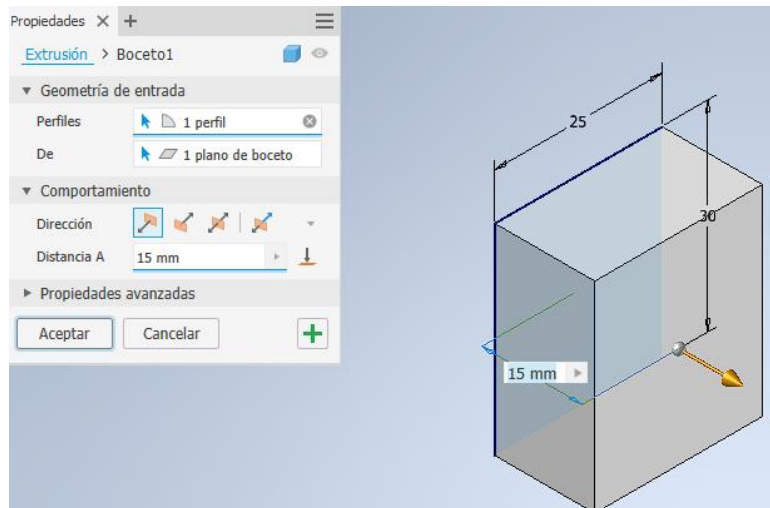 Propiedades × +
Extrusión > Boceto1
Geometría de entrada
Perfiles 1 perfil
De 1 plano de boceto
Comportamiento
Dirección
Distancia A 15 mm
Propiedades avanzadas
Aceptar Cancelar
25
30
15 mm